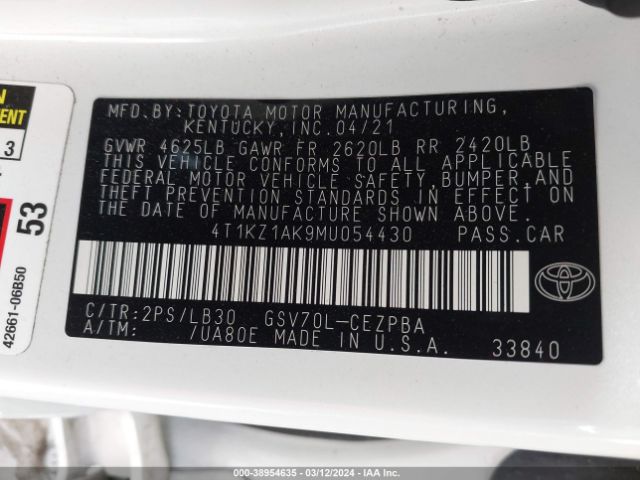 MFD.BY:TOYOTA MOTOR MANUFACTURING,
KENTUCKY, INC.04/21
GVWR 4625LB GAWR FR 2620LB RR 2420LB
THIS VEHICLE CONFORMS TO ALL APPLICABLE
FEDERAL MOTOR VEHICLE SAFETY, BUMPER, AND
THEFT PREVENTION STANDARDS IN EFFECT ON
THE DATE OF MANUFACTURE SHOWN ABOVE.
4T1KZ1AK9MU054430 PASS.CAR
C/TR:2PS/LB30 GSV70L-CEZPBA
A/TM: /UA80E MADE IN U.S.A. 33840
3
53
42661-06B50
000-38954635 - 03/12/2024 - IAA Inc.